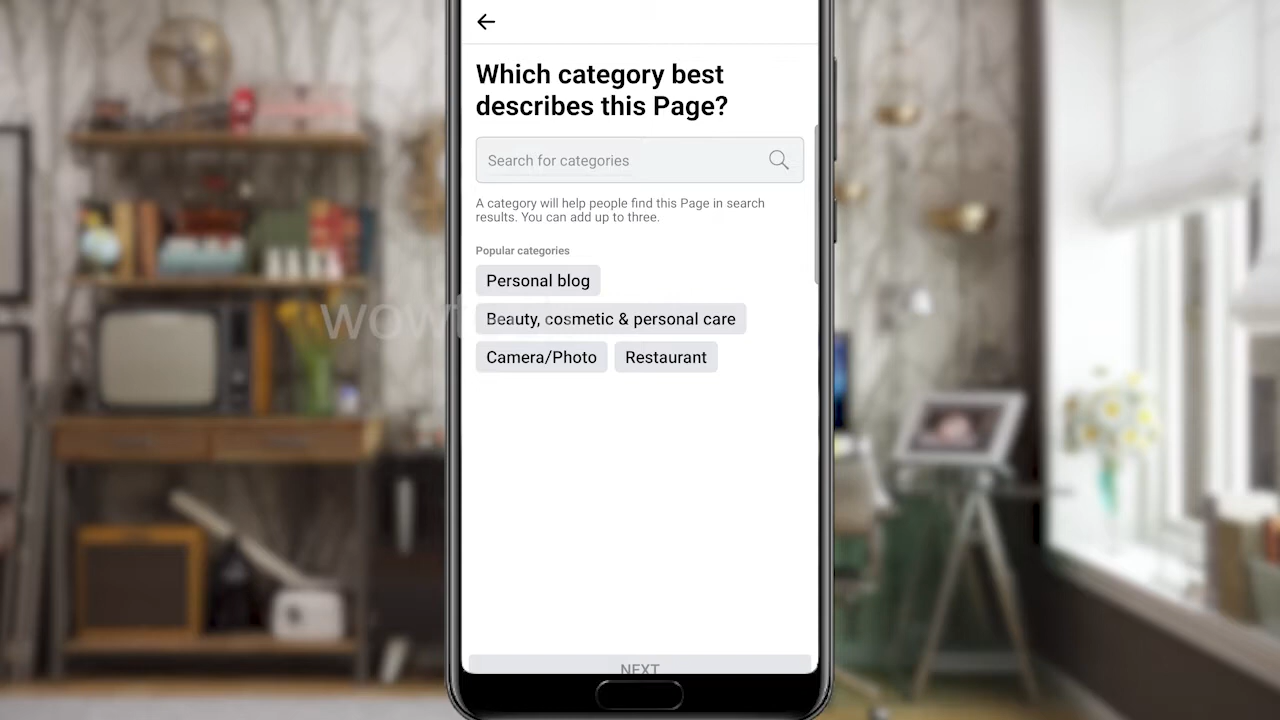 Which category best
describes this Page?
Search for categories
A category will help people find this Page in search
results. You can add up to three.
Popular categories
Personal blog
Beauty, cosmetic & personal care
Camera/Photo Restaurant
NEXT